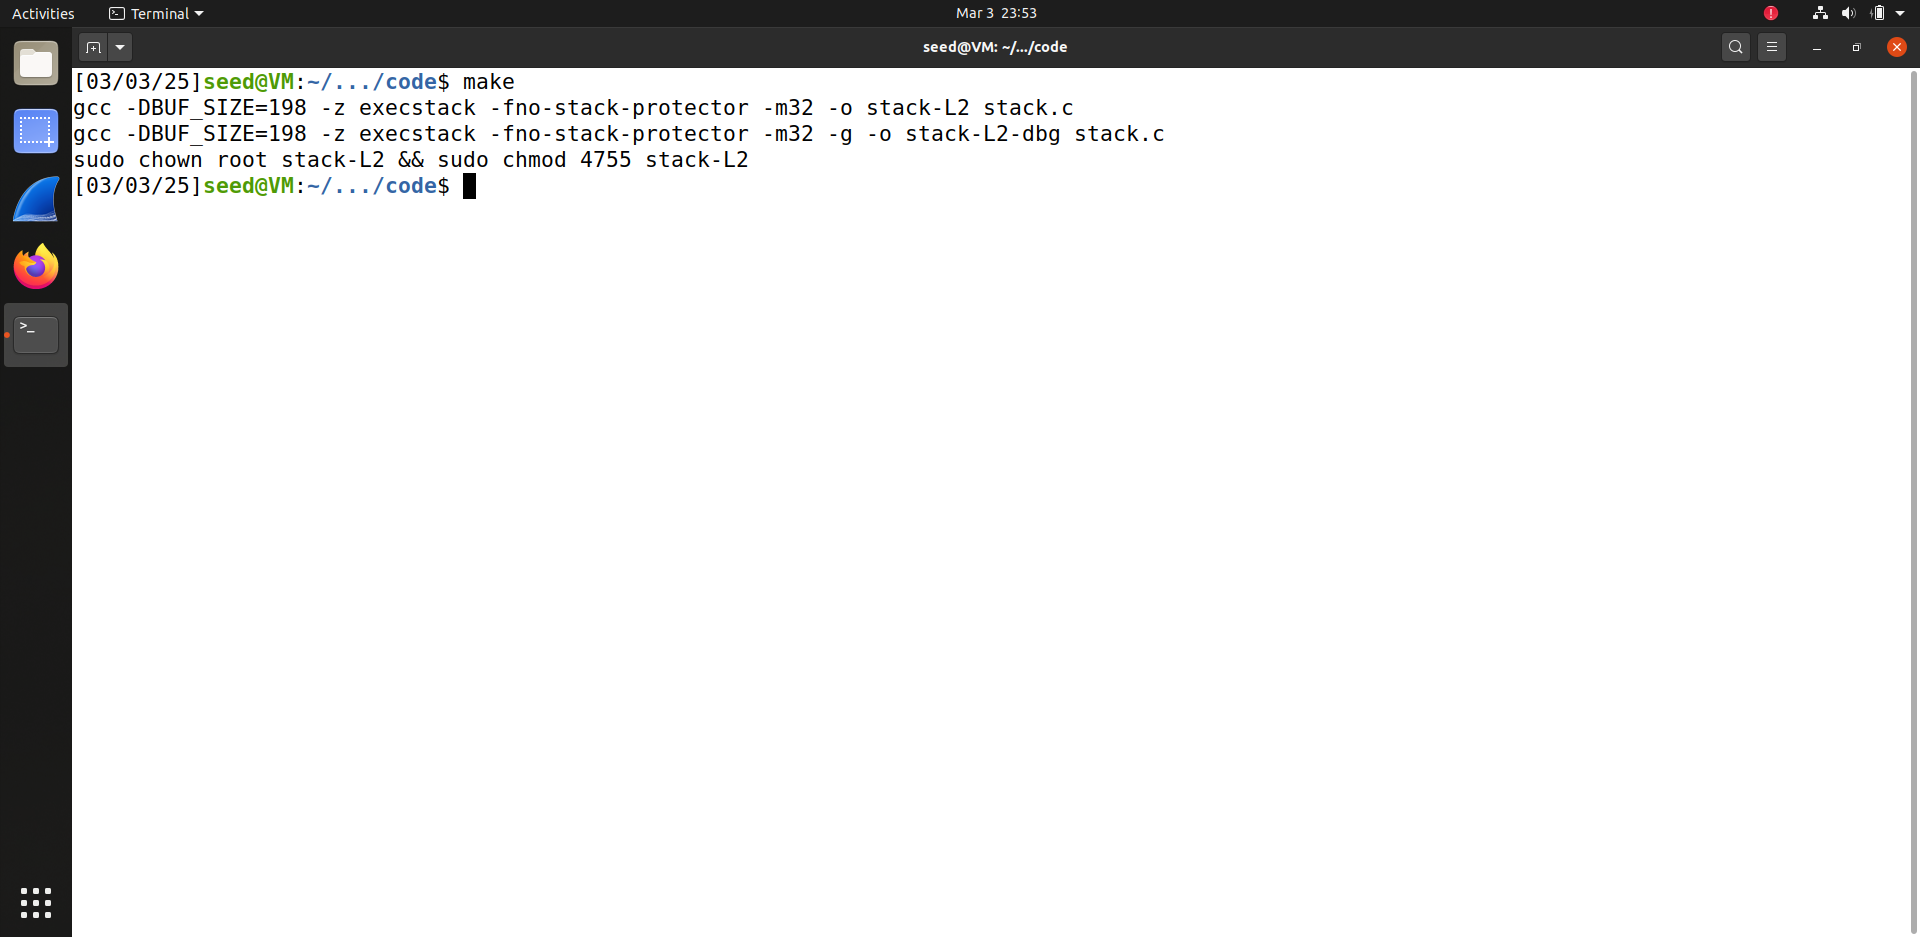 Activities
Terminal
Mar 3 23:53
seed@VM: ~/.../code
[03/03/25]seed@VM:~/.../code$ make
gcc -DBUF_SIZE=198 -z execstack -fno-stack-protector -m32 -o stack-L2 stack.c
gcc -DBUF_SIZE=198 -z execstack -fno-stack-protector -m32 -g -o stack-L2-dbg stack.c
sudo chown root stack-L2 && sudo chmod 4755 stack-L2
[03/03/25]seed@VM:~/.../code$